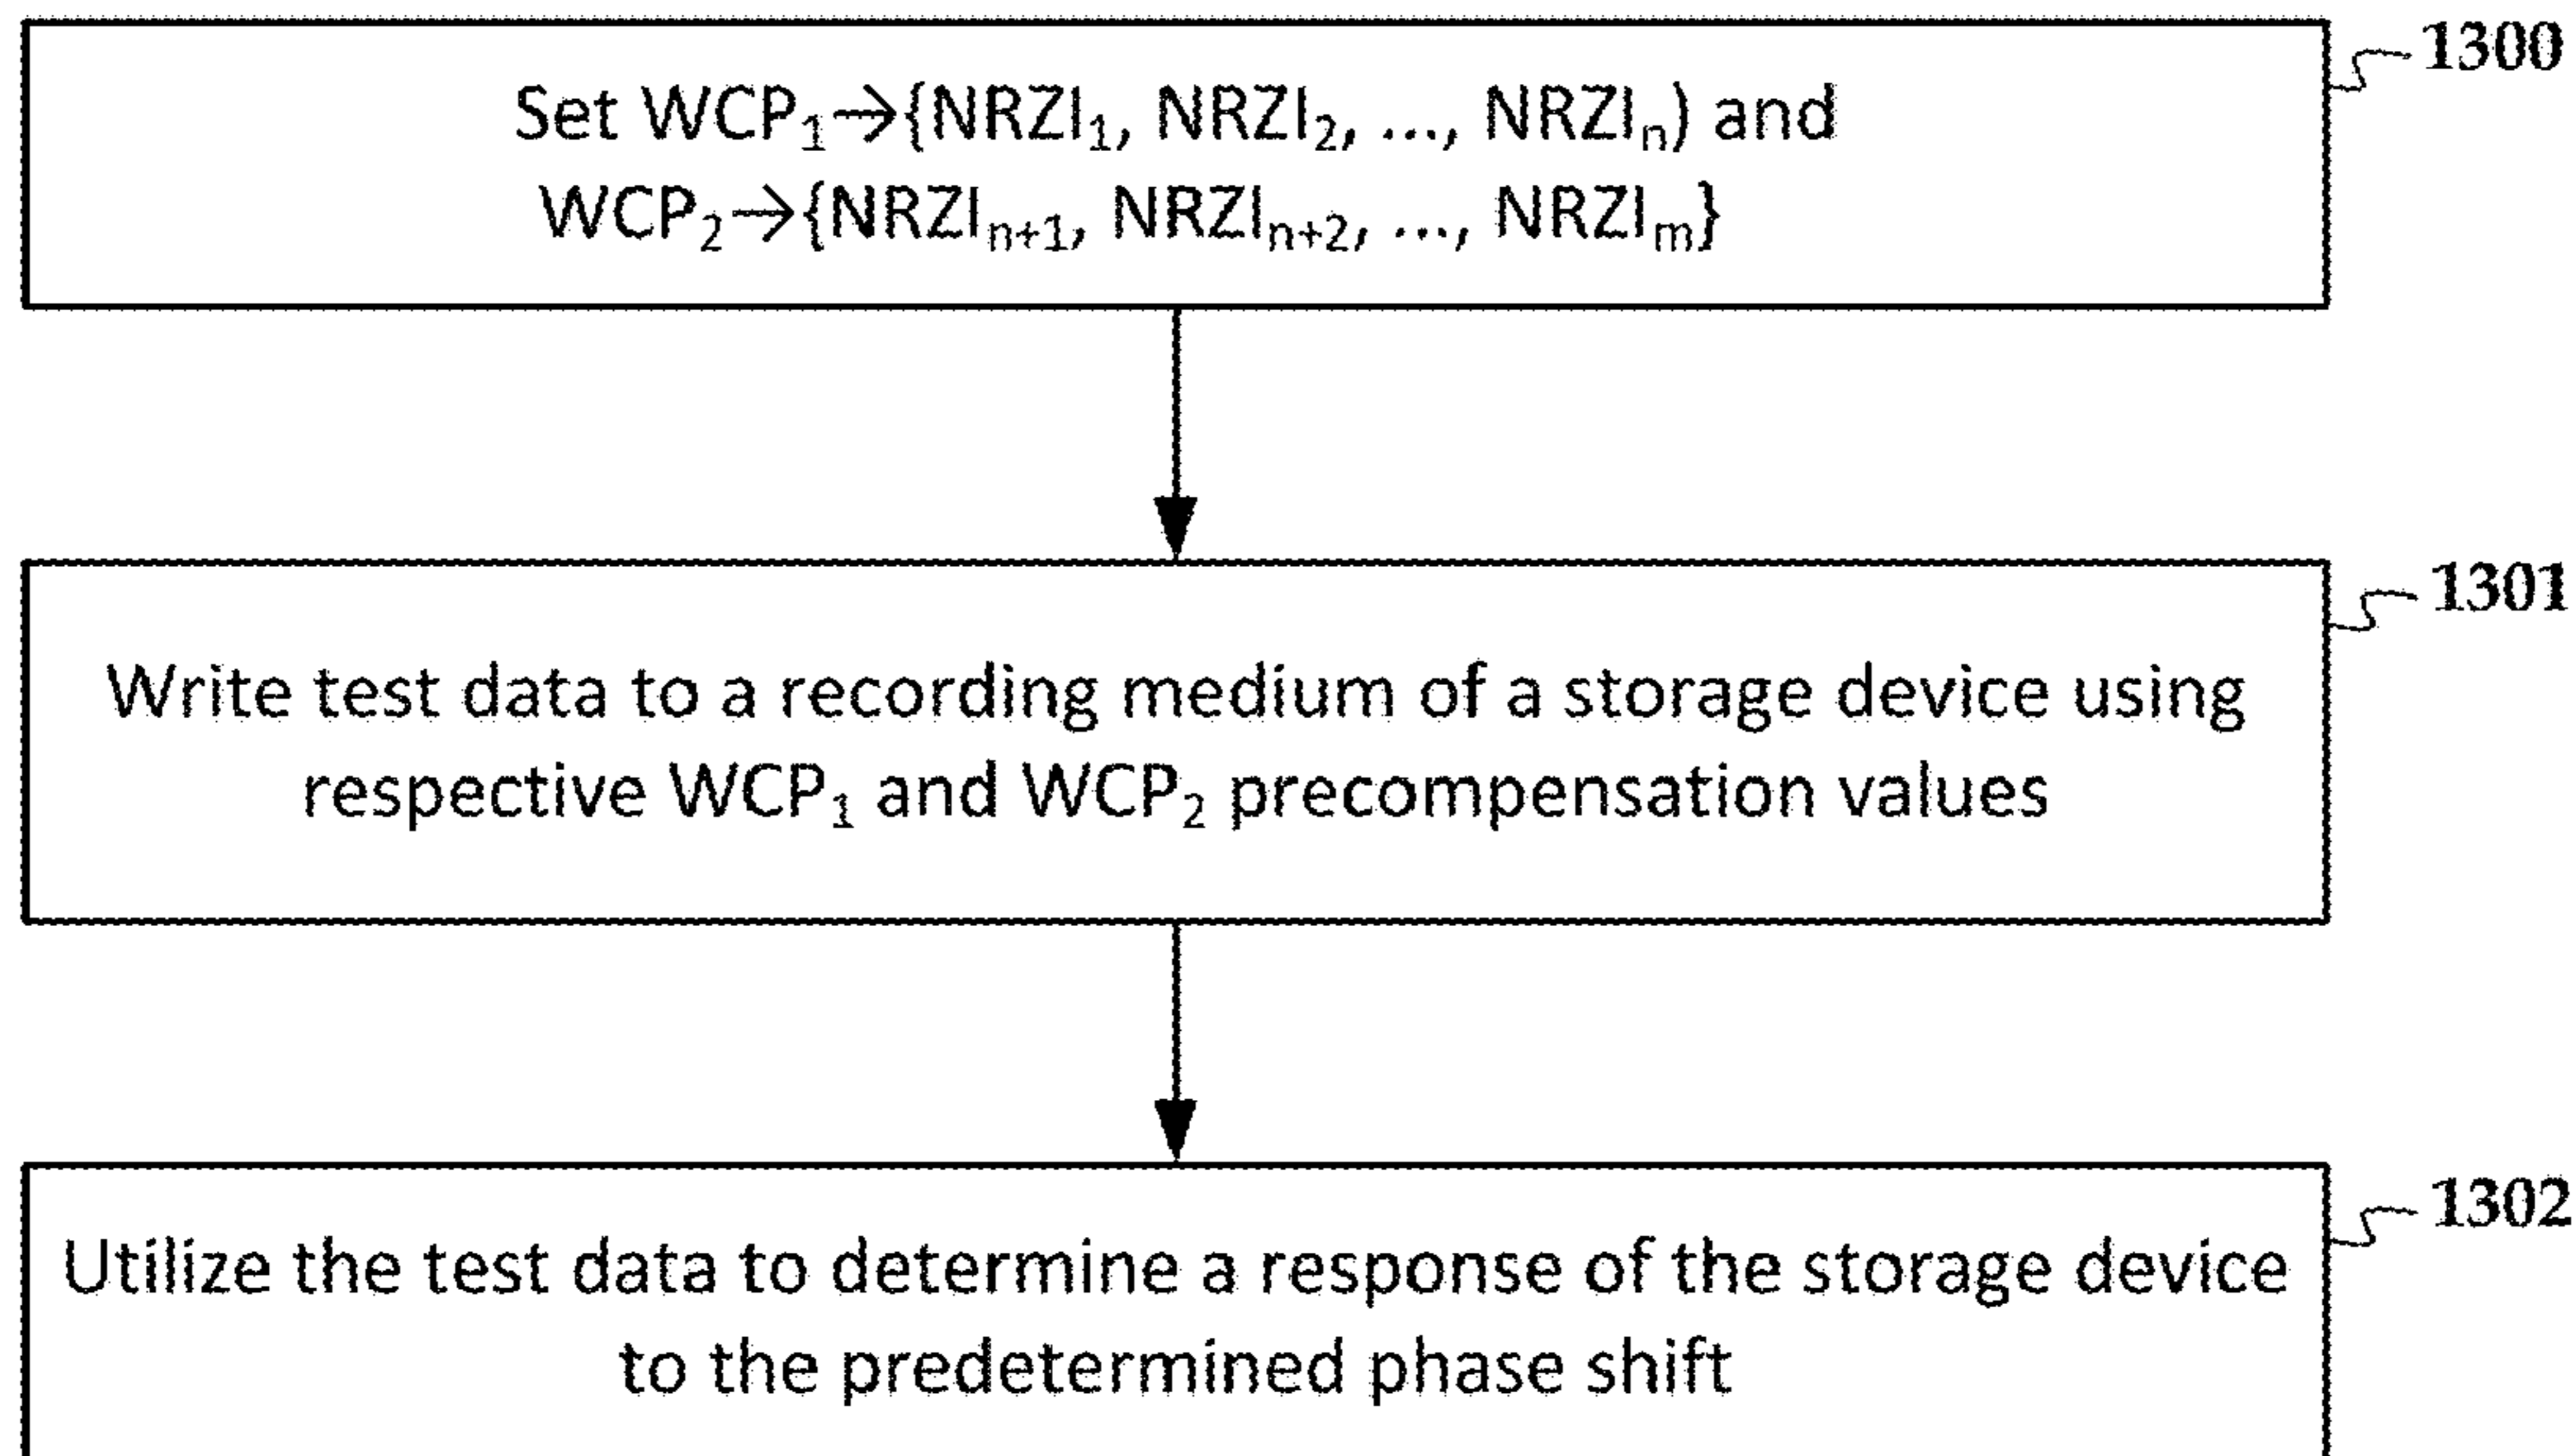 Set WCP₁→{NRZI₁, NRZI₂, ..., NRZIₙ) and
WCP₂→{NRZIₙ₊₁, NRZIₙ₊₂, ..., NRZIₘ}
1300
Write test data to a recording medium of a storage device using
respective WCP₁ and WCP₂ precompensation values
1301
Utilize the test data to determine a response of the storage device
to the predetermined phase shift
1302